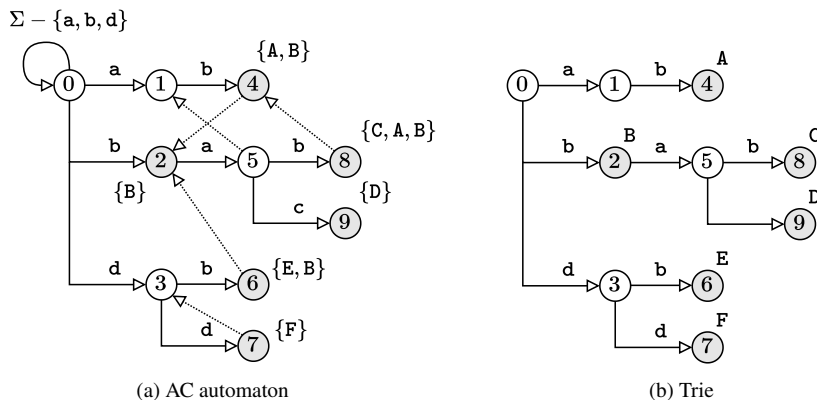 Σ − {a, b, d}
{A, B}
A
0 a 1 b 4
0 a 1 b 4
{C, A, B}
B C
b 2 a 5 b 8
b 2 a 5 b 8
{B} {D}
D
c 9
9
{E, B}
E
d 3 b 6
d 3 b 6
{F}
F
d 7
d 7
(a) AC automaton
(b) Trie